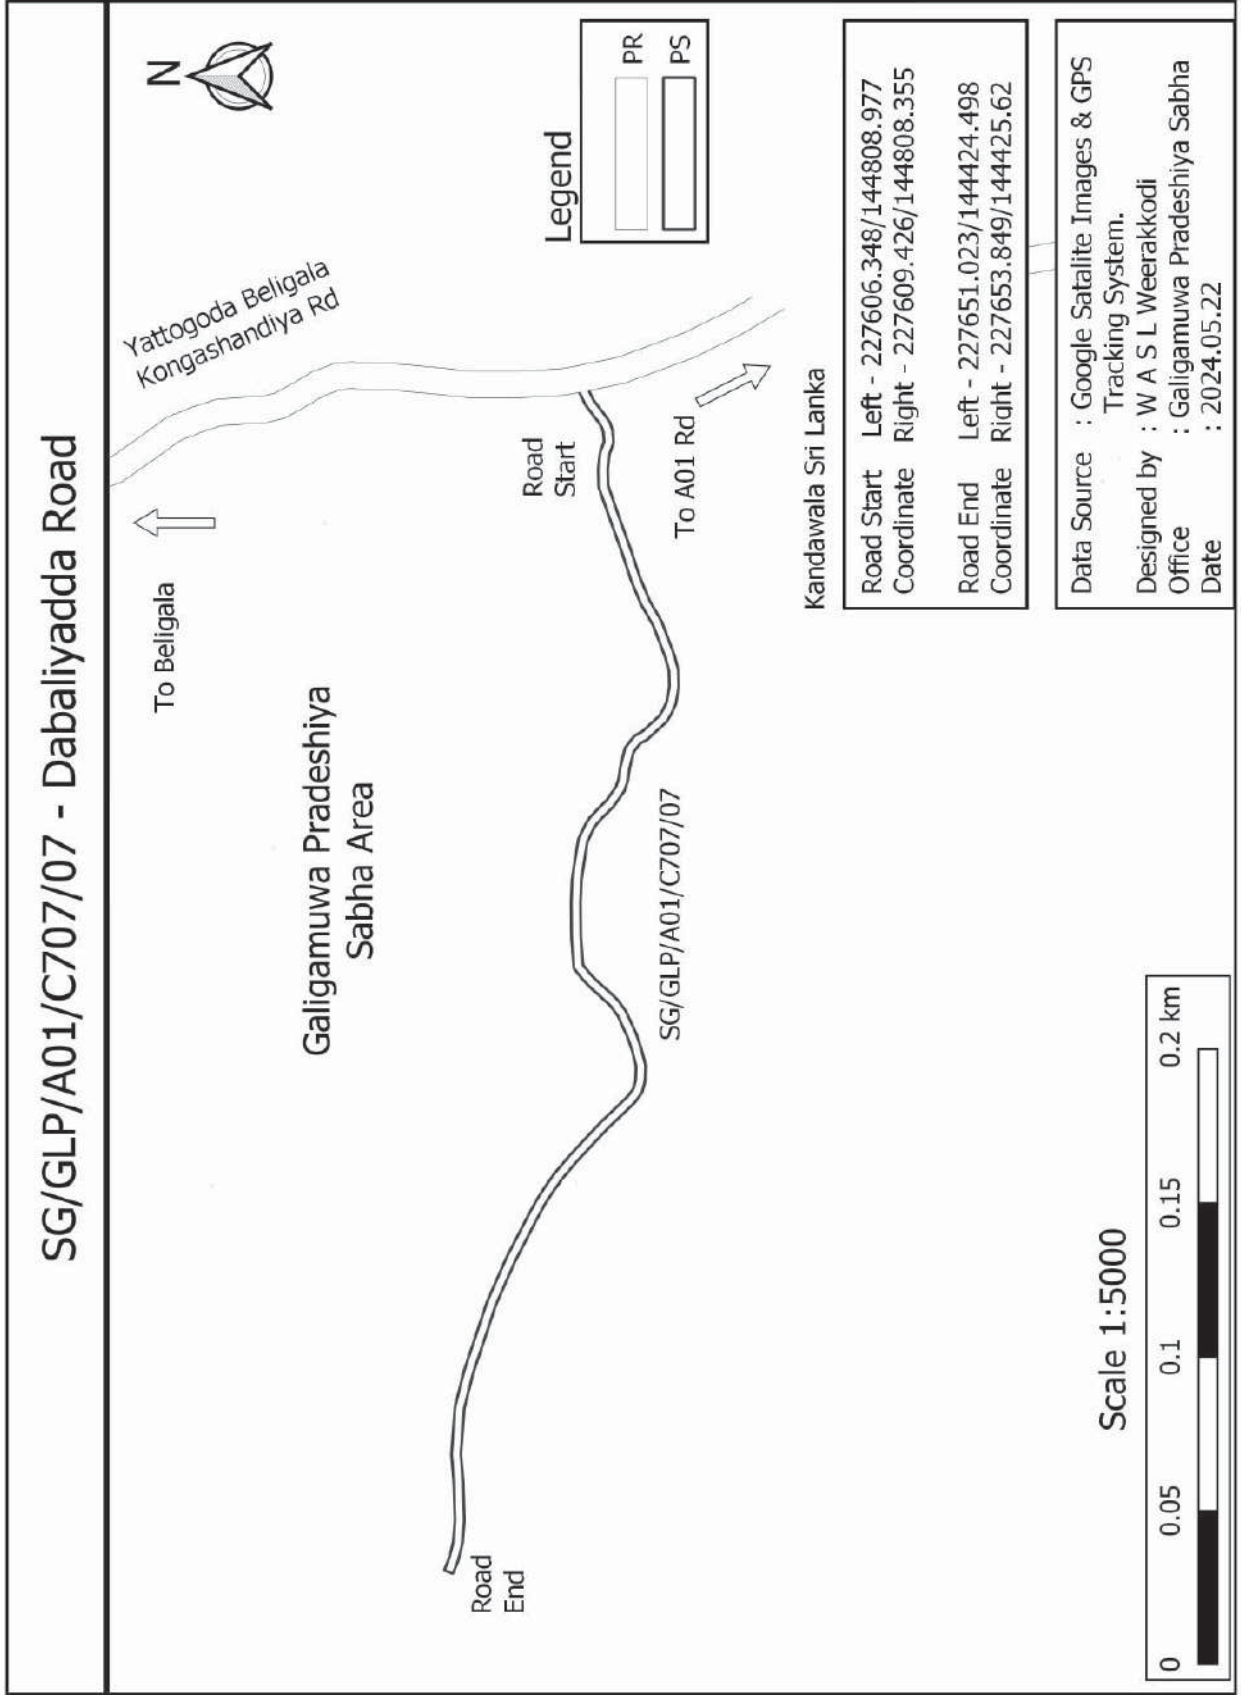 SG/GLP/A01/C707/07 - Dabaliyadda Road
N
To Beligala
Yattogoda Beligala
Kongashandiya Rd
Galigamuwa Pradeshiya
Sabha Area
Legend
PR
PS
Road
Start
To A01 Rd
SG/GLP/A01/C707/07
Road
End
Kandawala Sri Lanka
Road Start Left - 227606.348/144808.977
Coordinate Right - 227609.426/144808.355
Road End Left - 227651.023/144424.498
Coordinate Right - 227653.849/144425.62
Data Source : Google Satalite Images & GPS
Tracking System.
Designed by : W A S L Weerakkodi
Office : Galigamuwa Pradeshiya Sabha
Date : 2024.05.22
Scale 1:5000
0 0.05 0.1 0.15 0.2 km